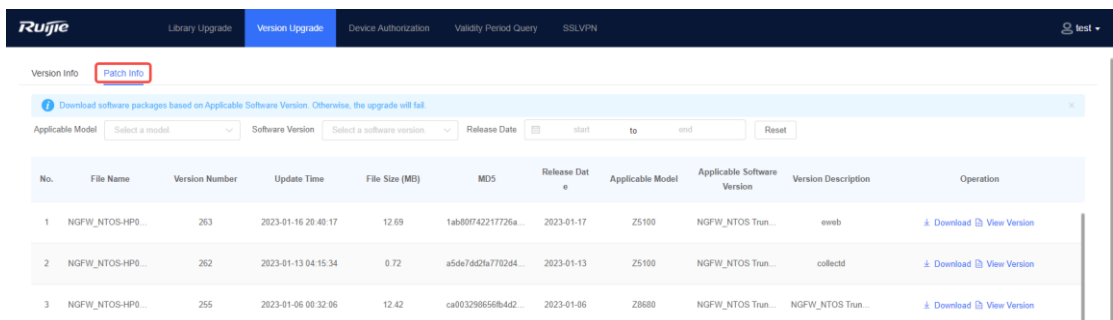 Ruijie Library Upgrade Version Upgrade Device Authorization Validity Period Query SSLVPN test
Version Info Patch Info
Download software packages based on Applicable Software Version. Otherwise, the upgrade will fail.
Applicable Model Select a model. Software Version Select a software version. Release Date start to end Reset
No. File Name Version Number Update Time File Size (MB) MD5 Release Dat
e Applicable Model Applicable Software
Version Version Description Operation
1 NGFW_NTOS-HP0... 263 2023-01-16 20:40:17 12.69 1ab80f742217726a... 2023-01-17 Z5100 NGFW_NTOS Trun... eweb Download View Version
2 NGFW_NTOS-HP0... 262 2023-01-13 04:15:34 0.72 a5de7dd2fa7702d4... 2023-01-13 Z5100 NGFW_NTOS Trun... collectd Download View Version
3 NGFW_NTOS-HP0... 255 2023-01-06 00:32:06 12.42 ca003298656fb4d2... 2023-01-06 Z8680 NGFW_NTOS Trun... NGFW_NTOS Trun... Download View Version